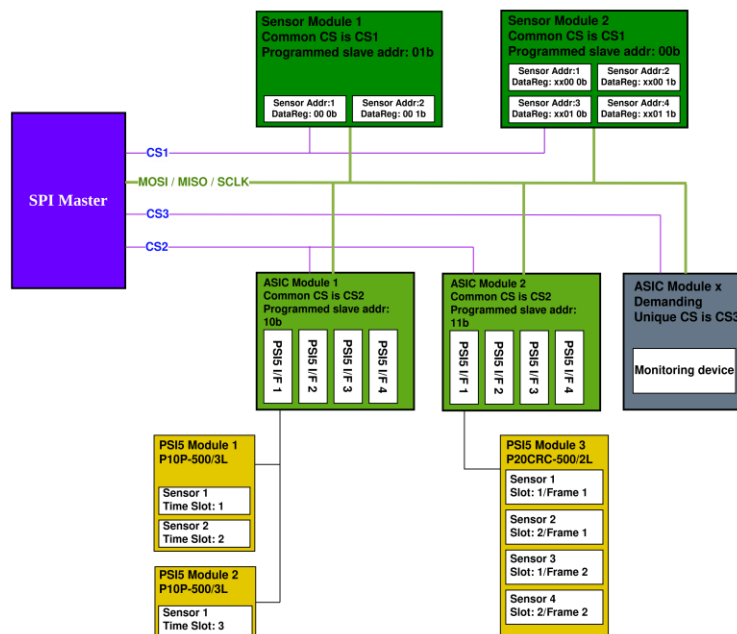 Sensor Module 1
Common CS is CS1
Programmed slave addr: 01b
Sensor Addr:1
DataReg: 00 0b
Sensor Addr:2
DataReg: 00 1b
Sensor Module 2
Common CS is CS1
Programmed slave addr: 00b
Sensor Addr:1
DataReg: xx00 0b
Sensor Addr:2
DataReg: xx00 1b
Sensor Addr:3
DataReg: xx01 0b
Sensor Addr:4
DataReg: xx01 1b
SPI Master
CS1
MOSI / MISO / SCLK
CS3
CS2
ASIC Module 1
Common CS is CS2
Programmed slave addr:
10b
PSI5 I/F 1
PSI5 I/F 2
PSI5 I/F 3
PSI5 I/F 4
ASIC Module 2
Common CS is CS2
Programmed slave addr:
11b
PSI5 I/F 1
PSI5 I/F 2
PSI5 I/F 3
PSI5 I/F 4
ASIC Module x
Demanding
Unique CS is CS3
Monitoring device
PSI5 Module 1
P10P-500/3L
Sensor 1
Time Slot: 1
Sensor 2
Time Slot: 2
PSI5 Module 2
P10P-500/3L
Sensor 1
Time Slot: 3
PSI5 Module 3
P20CRC-500/2L
Sensor 1
Slot: 1/Frame 1
Sensor 2
Slot: 2/Frame 1
Sensor 3
Slot: 1/Frame 2
Sensor 4
Slot: 2/Frame 2